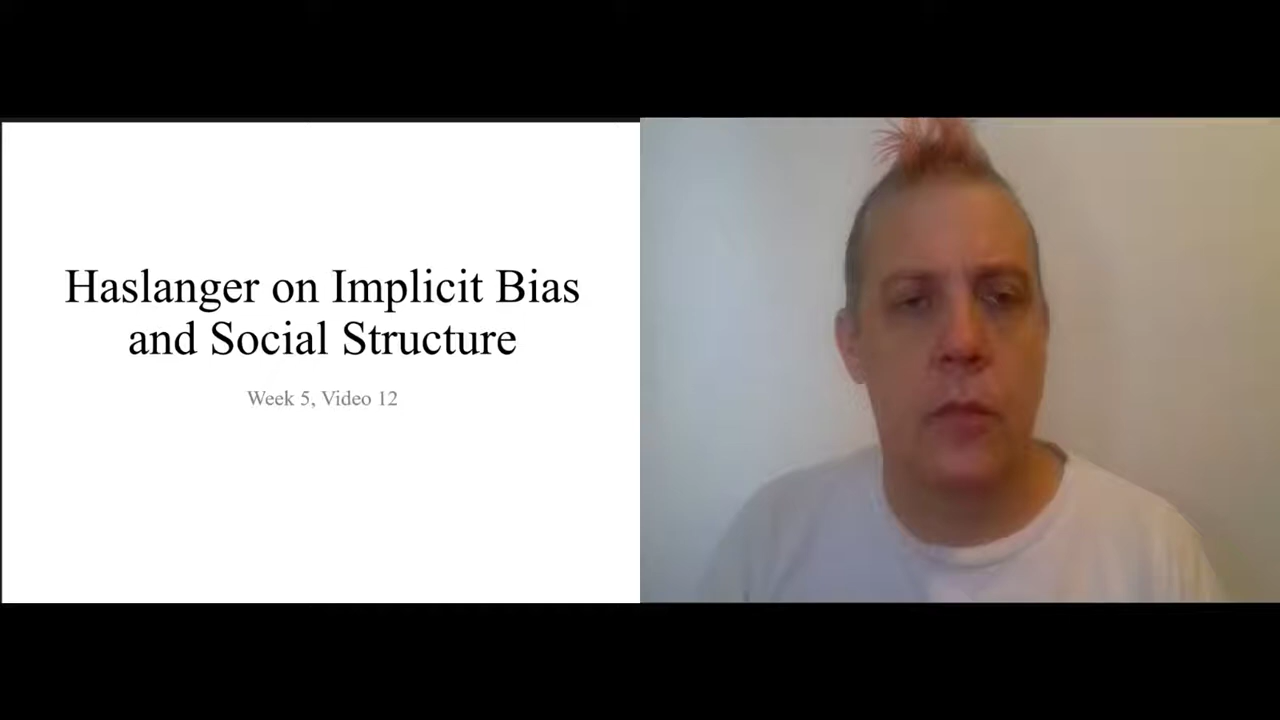 Haslanger on Implicit Bias
and Social Structure
Week 5, Video 12